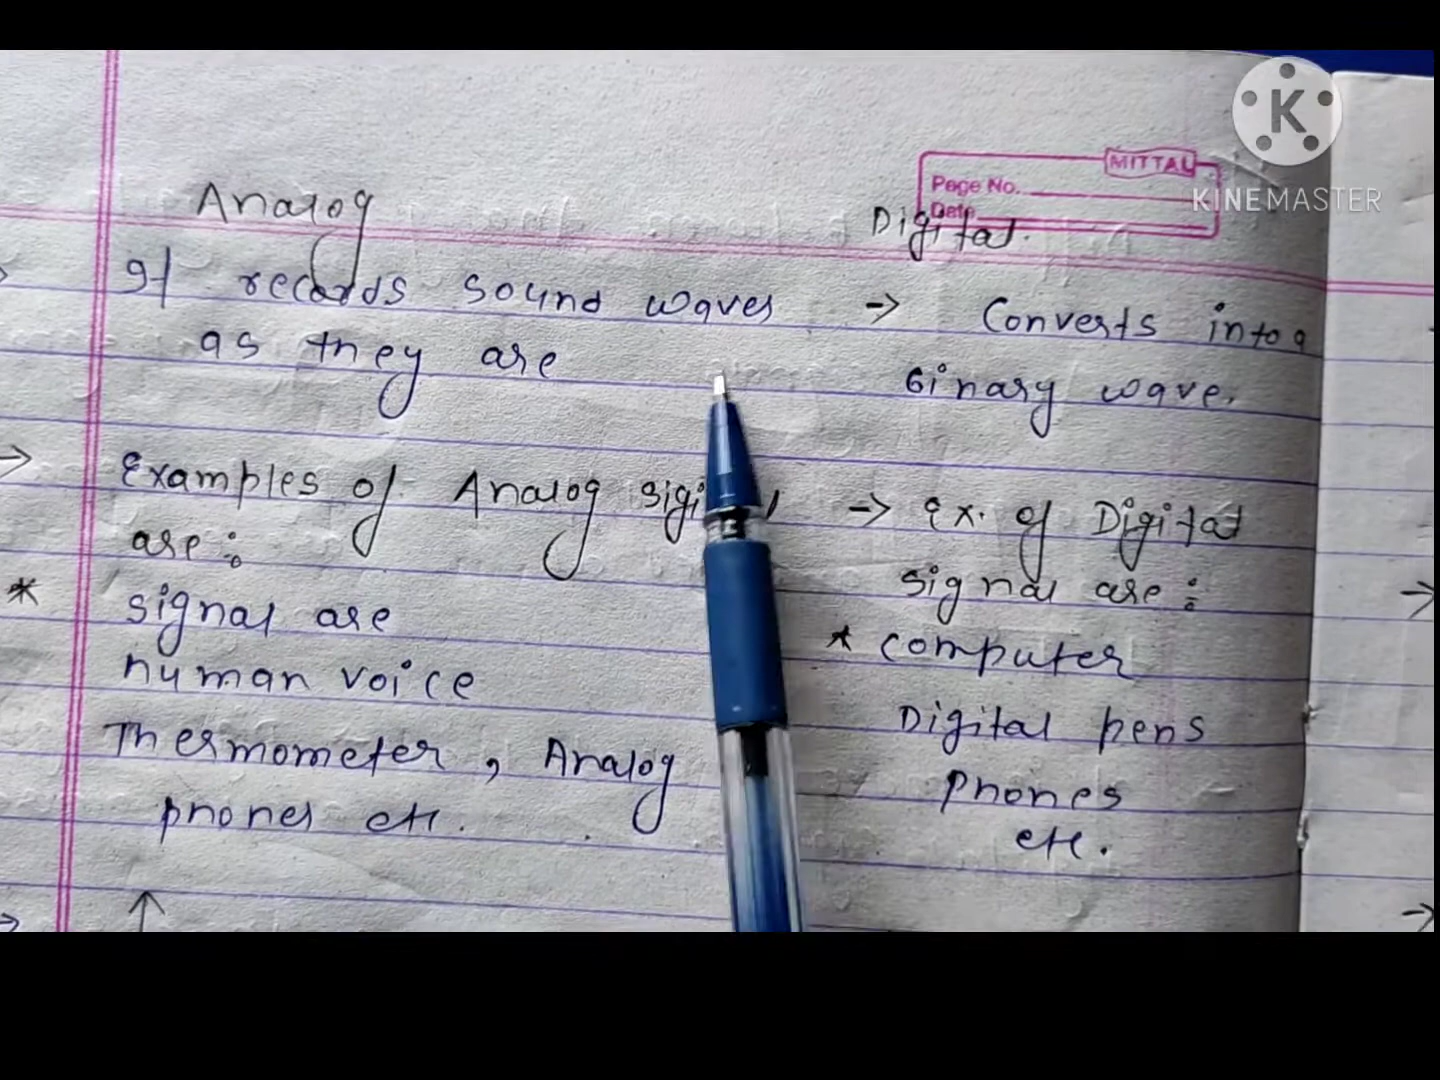 MITTAL
Page No.
Date
K
KINEMASTER
Analog
Digital.
It records sound waves
as they are
→ Converts into a
binary wave.
→ Examples of Analog
are :
* signal are
human voice
Thermometer , Analog
phones etc.
→ Ex. of Digital
signal are :
* computer
Digital pens
phones
etc.